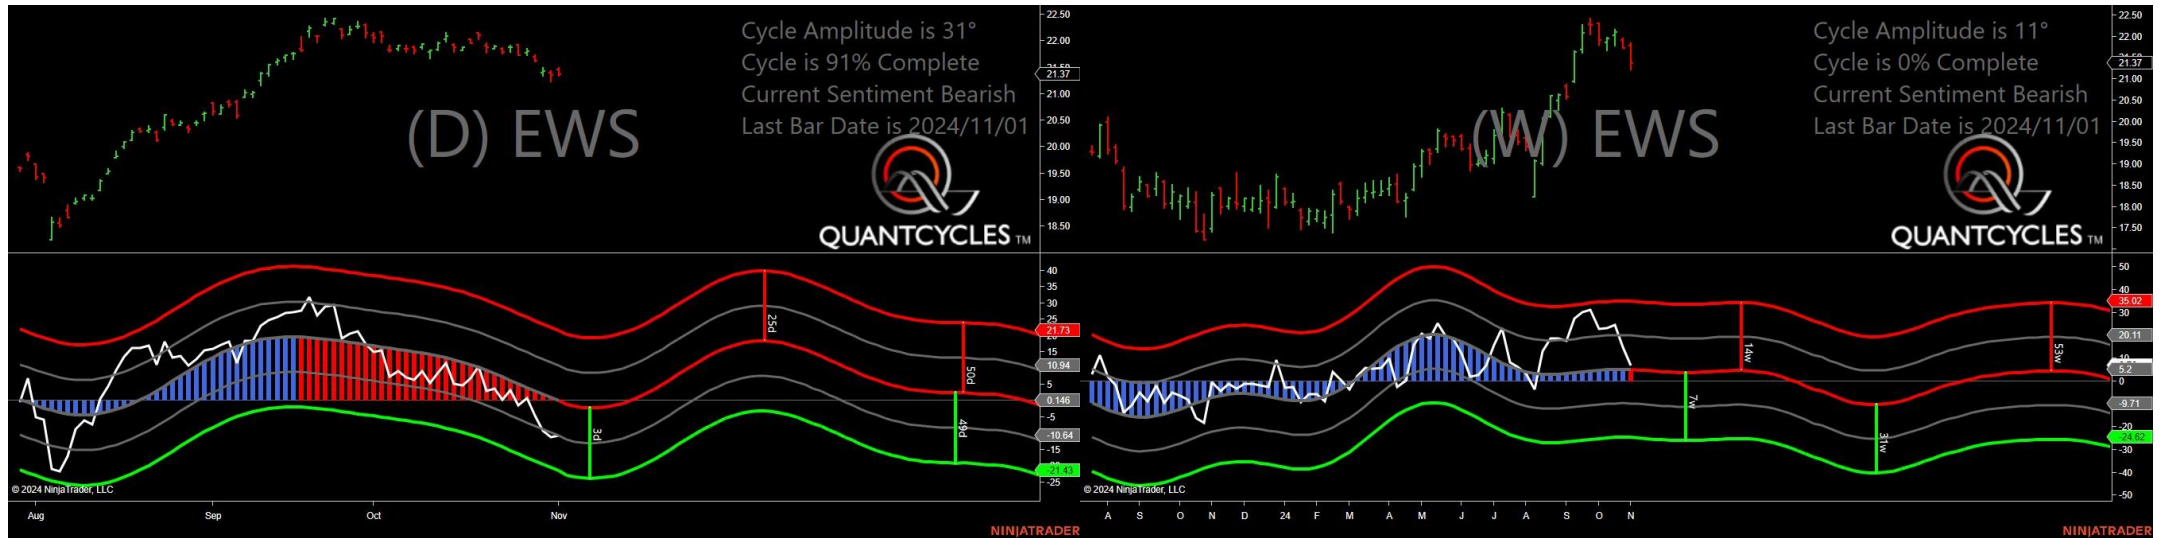 Cycle Amplitude is 31°
Cycle is 91% Complete
Current Sentiment Bearish
Last Bar Date is 2024/11/01
(D) EWS
QUANTCYCLES TM
22.50
22.00
21.37
21.00
20.50
20.00
19.50
19.00
18.50
40
35
30
25
21.73
15
10.94
5
0.146
-5
-10.64
-15
-21.43
-25
25d
50d
3d
49d
© 2024 NinjaTrader, LLC
Aug Sep Oct Nov
NINJATRADER
Cycle Amplitude is 11°
Cycle is 0% Complete
Current Sentiment Bearish
Last Bar Date is 2024/11/01
(W) EWS
QUANTCYCLES TM
22.50
22.00
21.37
21.00
20.50
20.00
19.50
19.00
18.50
18.00
17.50
50
40
35.02
30
20.11
10
5.2
0
-9.71
-24.62
-30
-40
-50
14w
53w
7w
31w
© 2024 NinjaTrader, LLC
A S O N D 24 F M A M J J A S O N
NINJATRADER